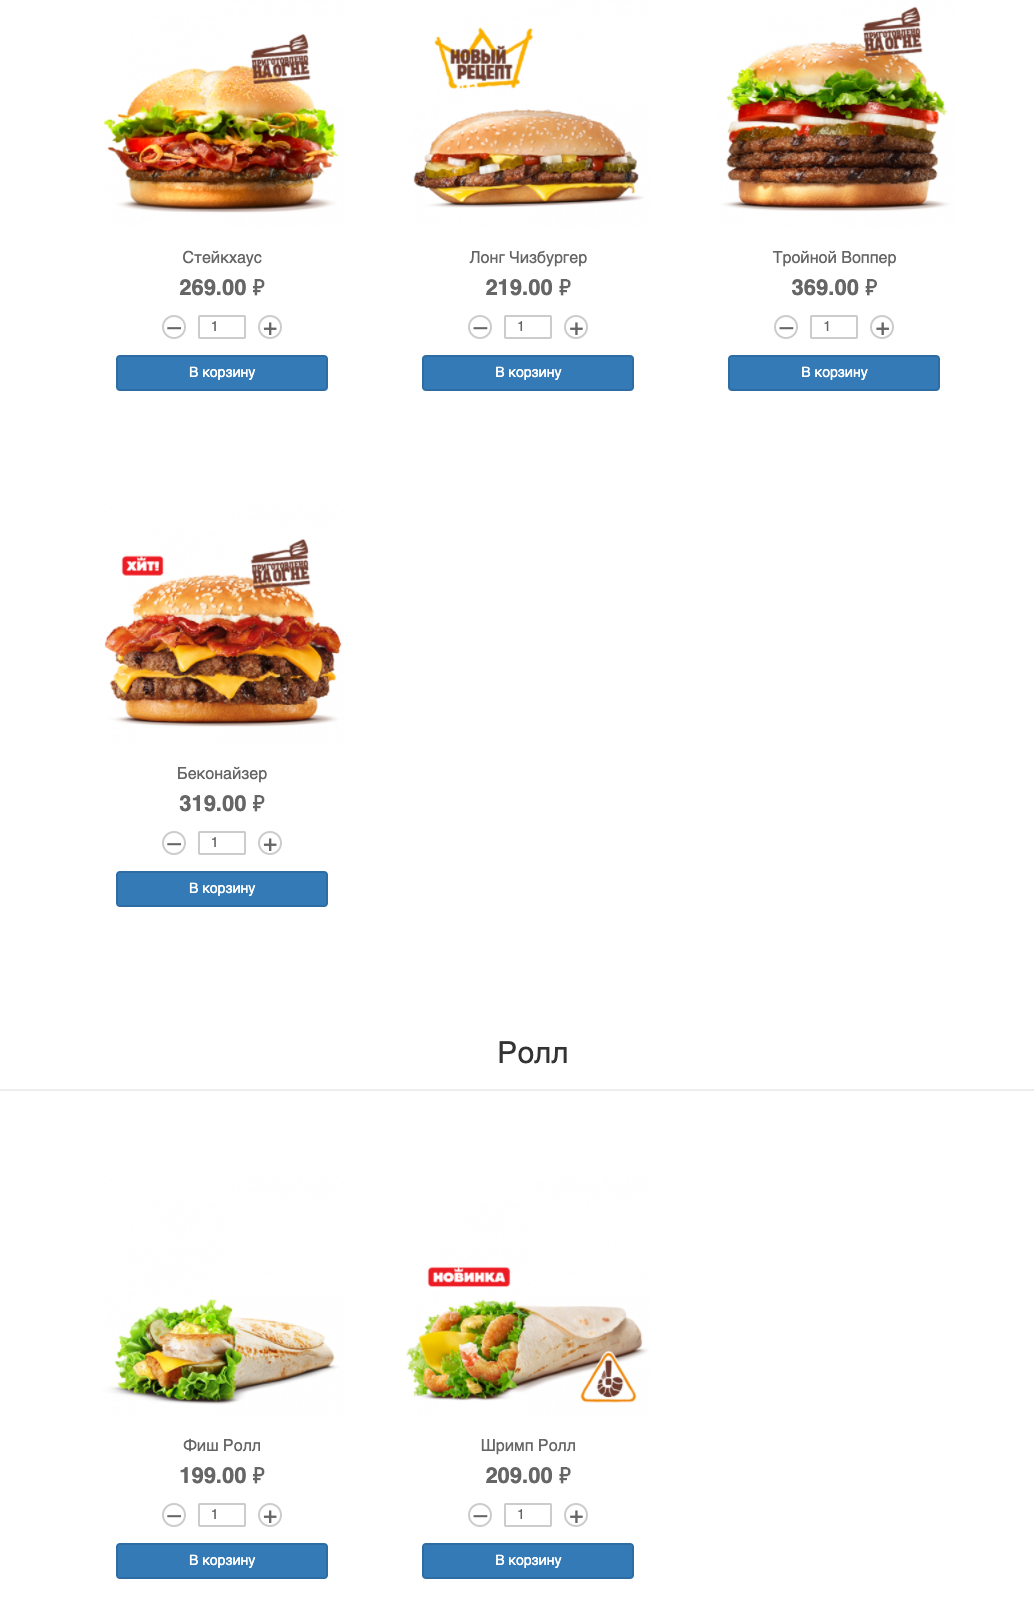 ПРИГОТОВЛЕНО
НА ОГНЕ
НОВЫЙ
РЕЦЕПТ
ПРИГОТОВЛЕНО
НА ОГНЕ
Стейкхаус
Лонг Чизбургер
Тройной Воппер
269.00 ₽
219.00 ₽
369.00 ₽
1
1
1
В корзину
В корзину
В корзину
ХИТ!
ПРИГОТОВЛЕНО
НА ОГНЕ
Беконайзер
319.00 ₽
1
В корзину
Ролл
НОВИНКА
Фиш Ролл
Шримп Ролл
199.00 ₽
209.00 ₽
1
1
В корзину
В корзину